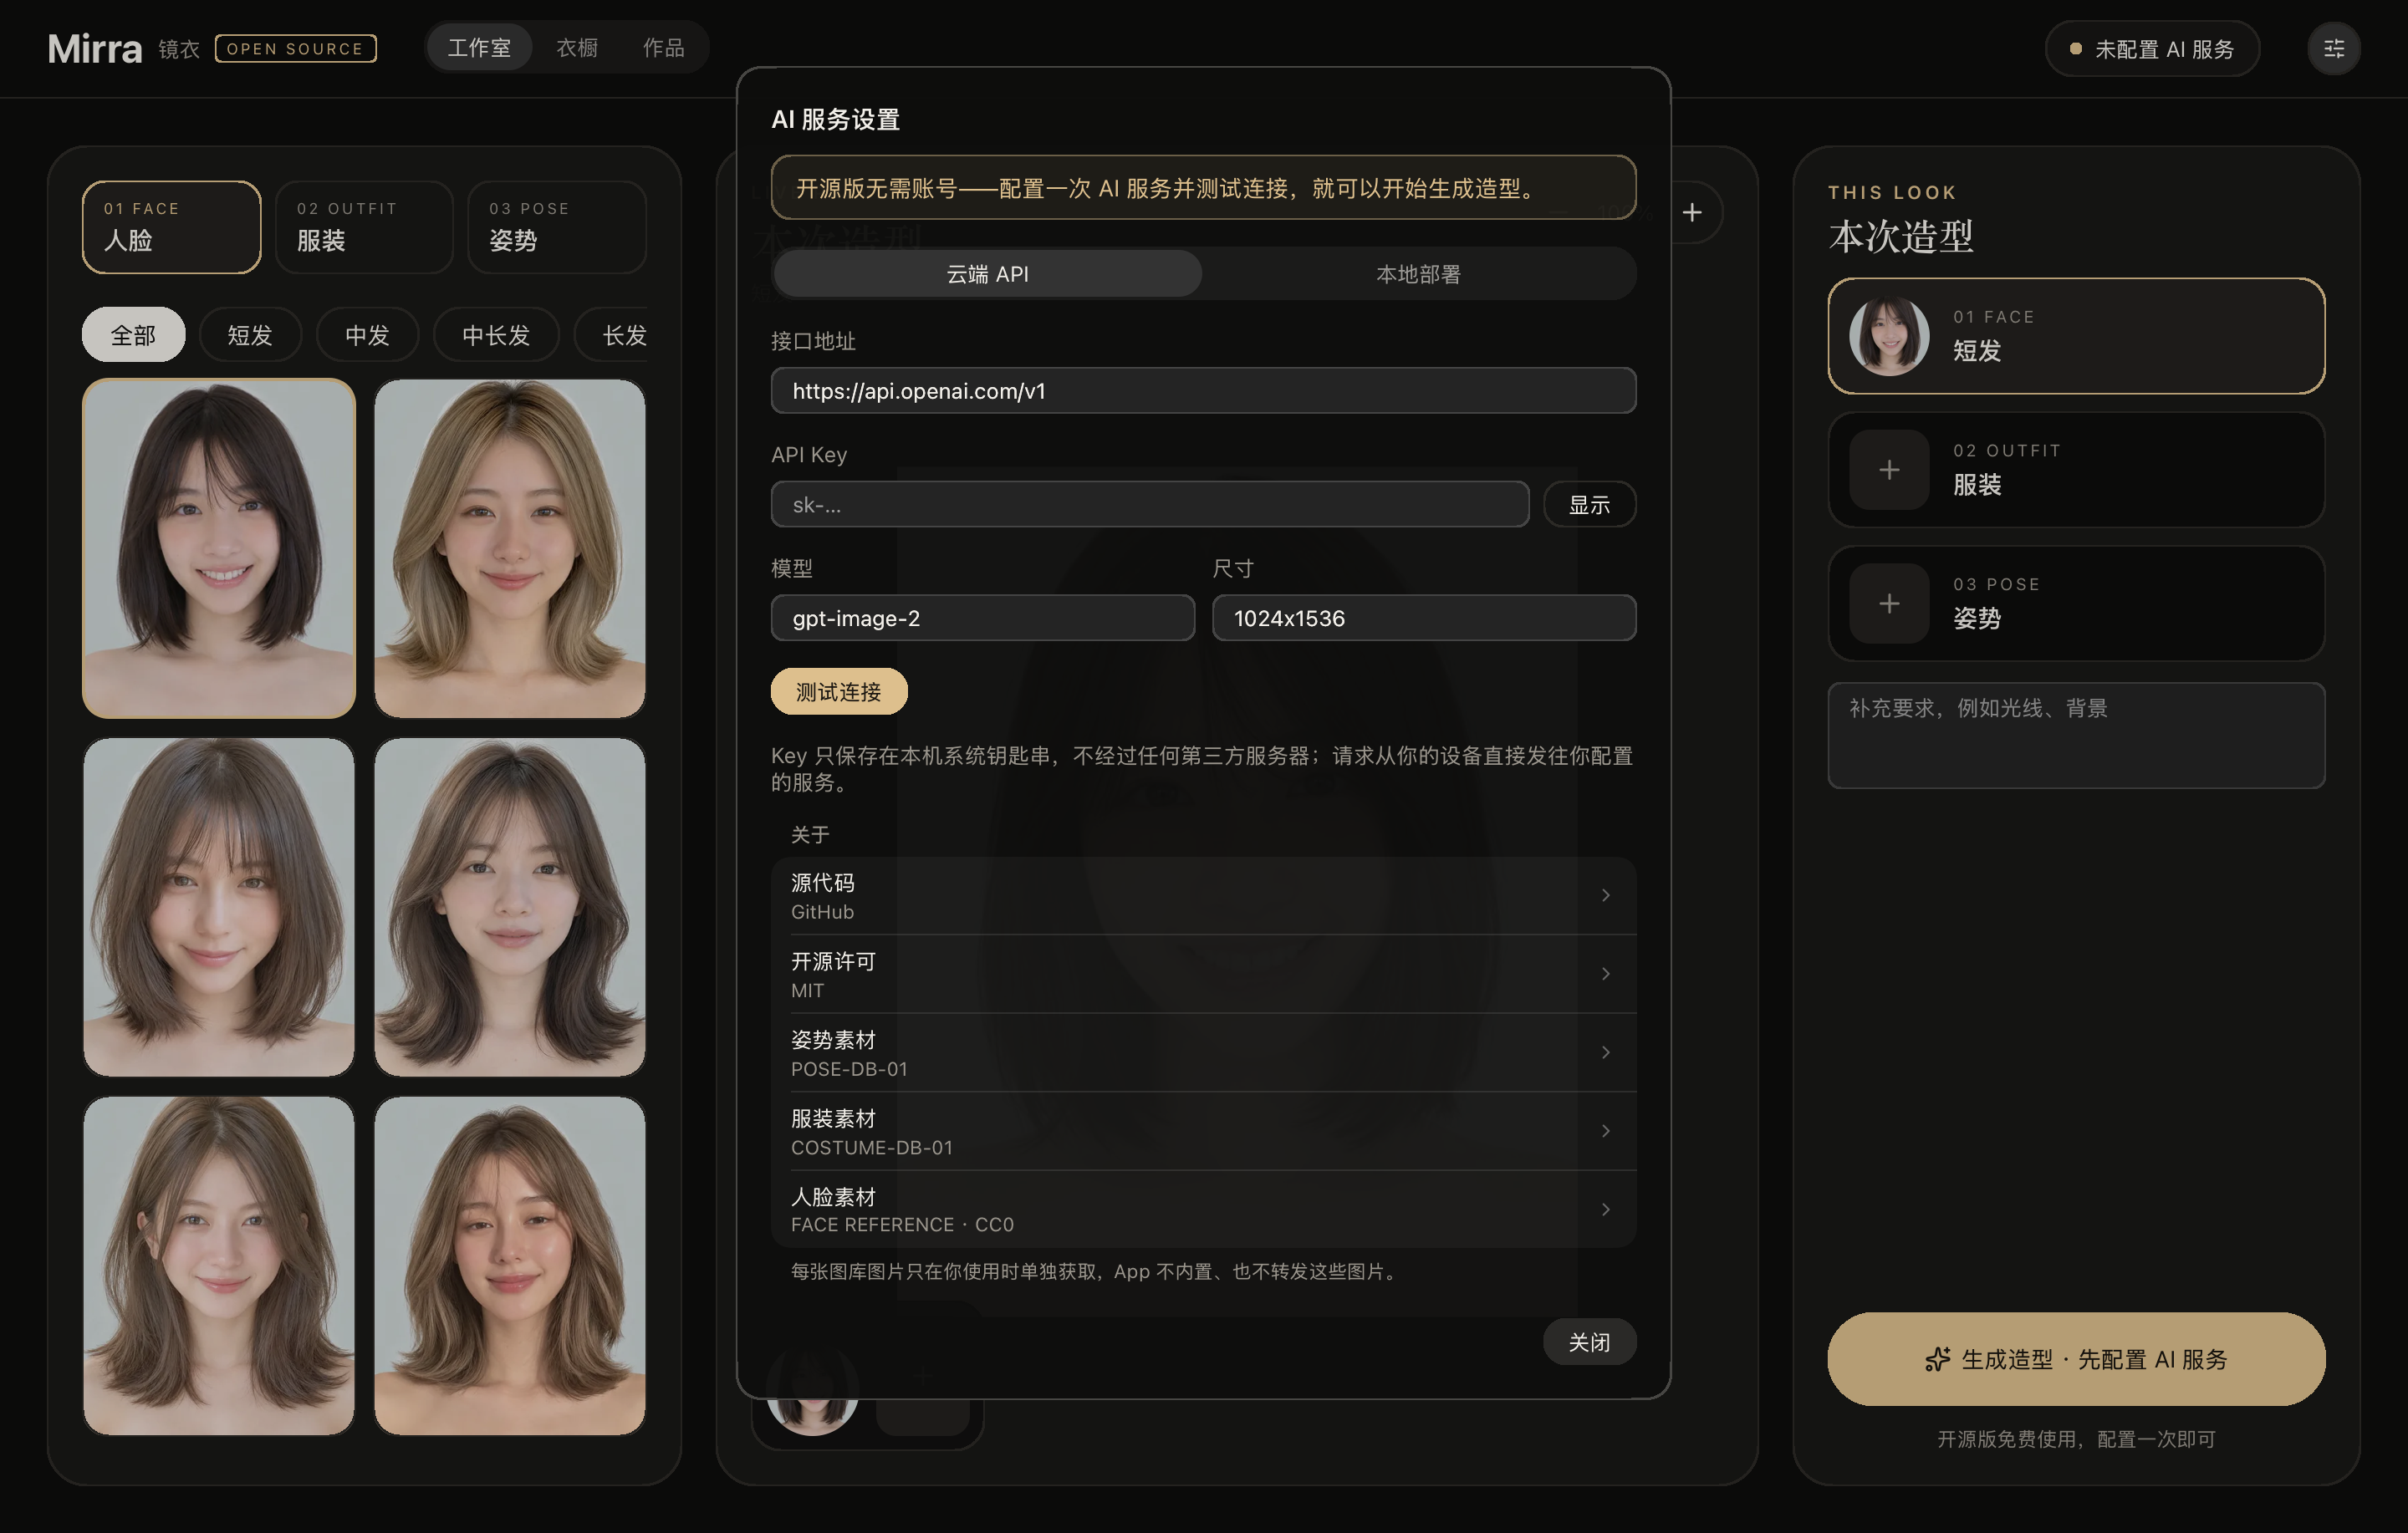 Mirra 镜衣 OPEN SOURCE
工作室 衣橱 作品
未配置 AI 服务
01 FACE
人脸
02 OUTFIT
服装
03 POSE
姿势
全部 短发 中发 中长发 长发
AI 服务设置
开源版无需账号——配置一次 AI 服务并测试连接，就可以开始生成造型。
本次造型
100%
云端 API 本地部署
接口地址
https://api.openai.com/v1
API Key
sk-...
显示
模型 尺寸
gpt-image-2 1024x1536
测试连接
Key 只保存在本机系统钥匙串，不经过任何第三方服务器；请求从你的设备直接发往你配置
的服务。
关于
源代码
GitHub
开源许可
MIT
姿势素材
POSE-DB-01
服装素材
COSTUME-DB-01
人脸素材
FACE REFERENCE · CC0
每张图库图片只在你使用时单独获取，App 不内置、也不转发这些图片。
关闭
THIS LOOK
本次造型
01 FACE
短发
02 OUTFIT
服装
03 POSE
姿势
补充要求，例如光线、背景
生成造型 · 先配置 AI 服务
开源版免费使用，配置一次即可